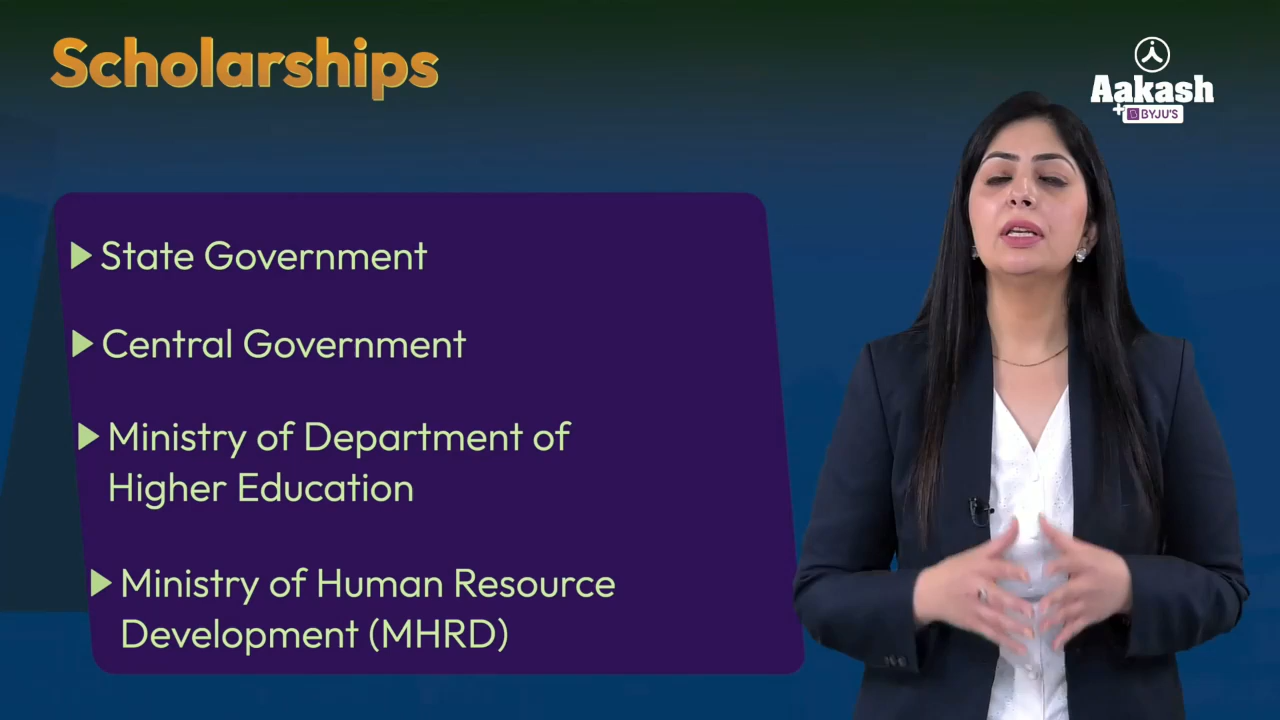 Scholarships
Aakash
+ BYJU'S
State Government
Central Government
Ministry of Department of
Higher Education
Ministry of Human Resource
Development (MHRD)